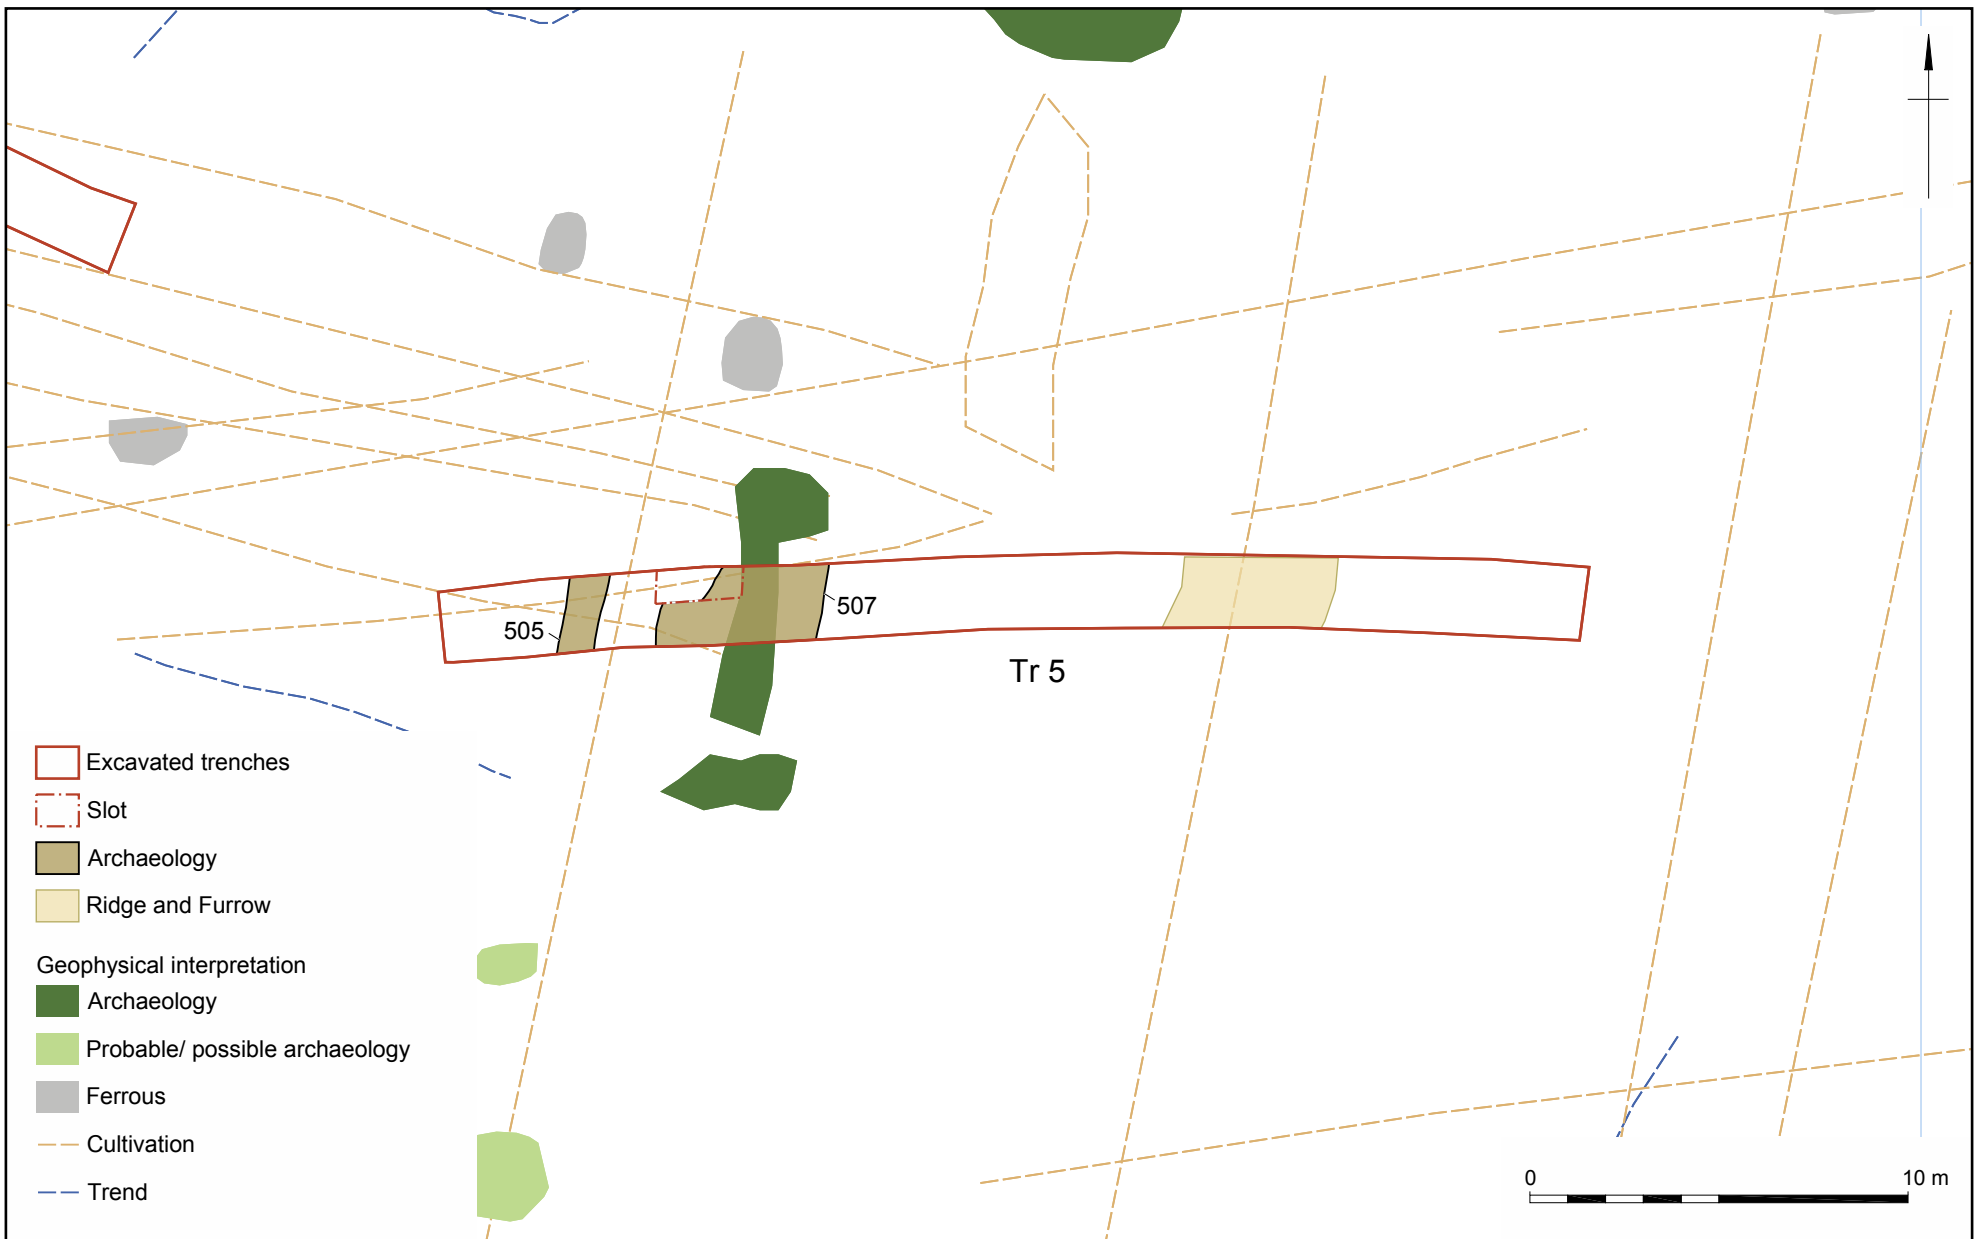 505
507
Tr 5
Excavated trenches
Slot
Archaeology
Ridge and Furrow
Geophysical interpretation
Archaeology
Probable/ possible archaeology
Ferrous
Cultivation
Trend
0 10 m